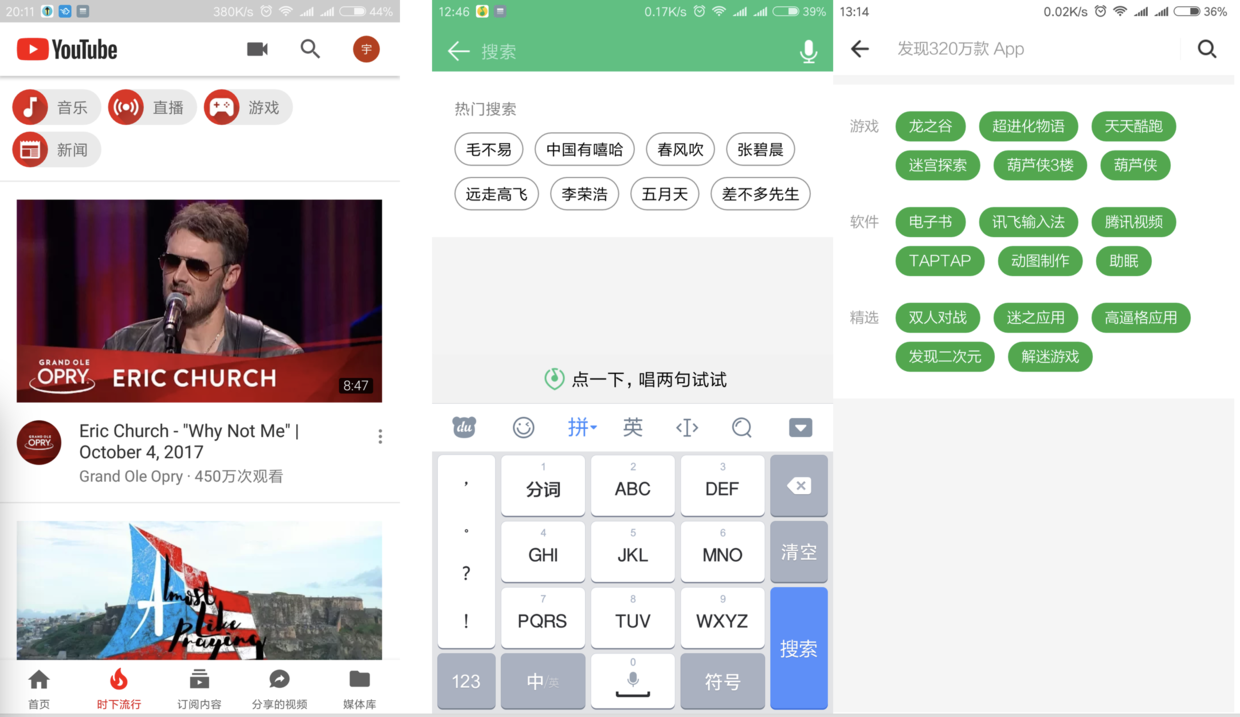 20:11 380K/s 44%
YouTube 宇
音乐 直播 游戏
新闻
GRAND OLE
OPRY. ERIC CHURCH 8:47
GRAND OLE
OPRY
Eric Church - "Why Not Me" |
October 4, 2017
Grand Ole Opry · 450万次观看
Almost
Like
Praying
首页 时下流行 订阅内容 分享的视频 媒体库
12:46 0.17K/s 39%
搜索
热门搜索
毛不易 中国有嘻哈 春风吹 张碧晨
远走高飞 李荣浩 五月天 差不多先生
点一下，唱两句试试
du 拼 英
， 1 分词 2 ABC 3 DEF
。 4 GHI 5 JKL 6 MNO 清空
？
！ 7 PQRS 8 TUV 9 WXYZ 搜索
123 中/英 0 符号
13:14 0.02K/s 36%
发现320万款 App
游戏 龙之谷 超进化物语 天天酷跑
迷宫探索 葫芦侠3楼 葫芦侠
软件 电子书 讯飞输入法 腾讯视频
TAPTAP 动图制作 助眠
精选 双人对战 迷之应用 高逼格应用
发现二次元 解迷游戏